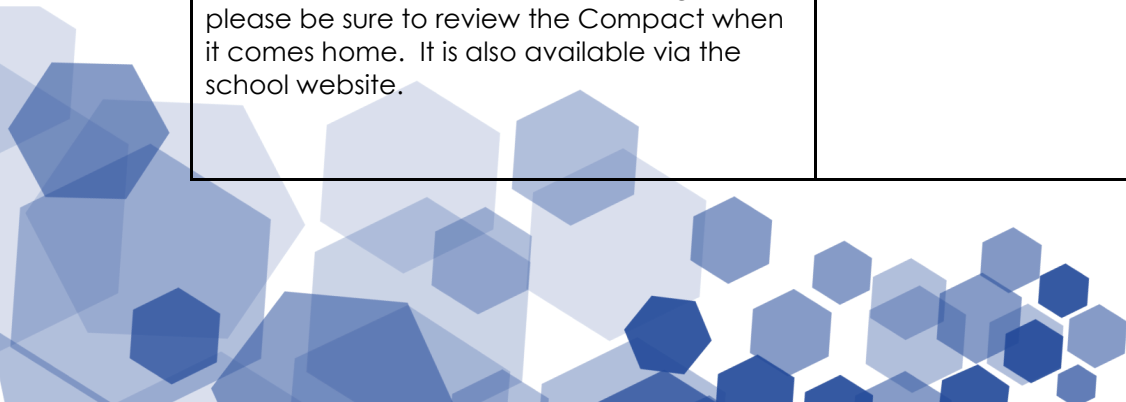 please be sure to review the Compact when
it comes home.  It is also available via the
school website.